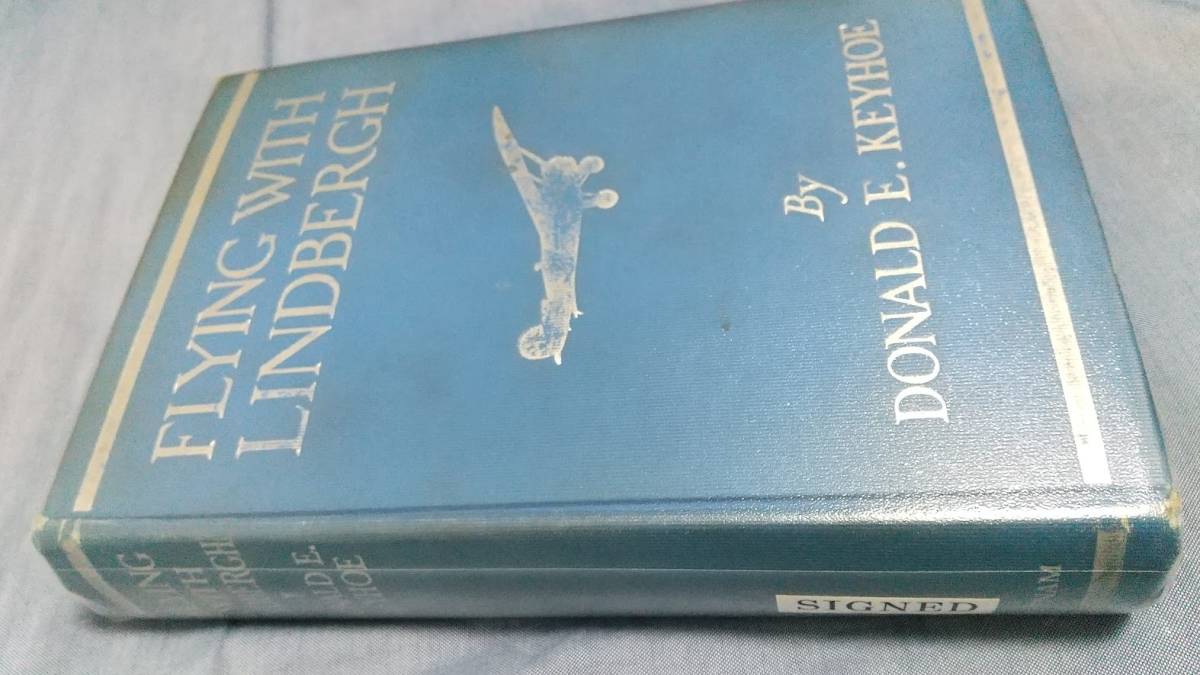 FLYING WITH
LINDBERGH
By
DONALD E. KEYHOE
SIGNED